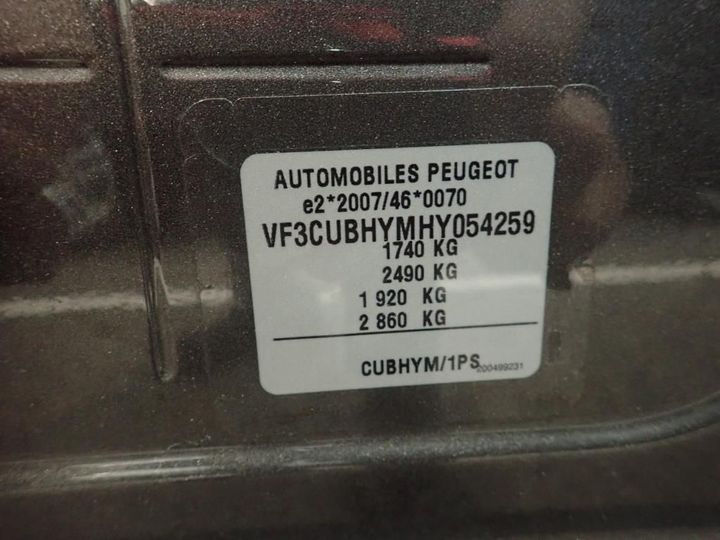 AUTOMOBILES PEUGEOT
e2*2007/46*0070
VF3CUBHYMHY054259
1740 KG
2490 KG
1 920 KG
2 860 KG
CUBHYM/1PS
200499231